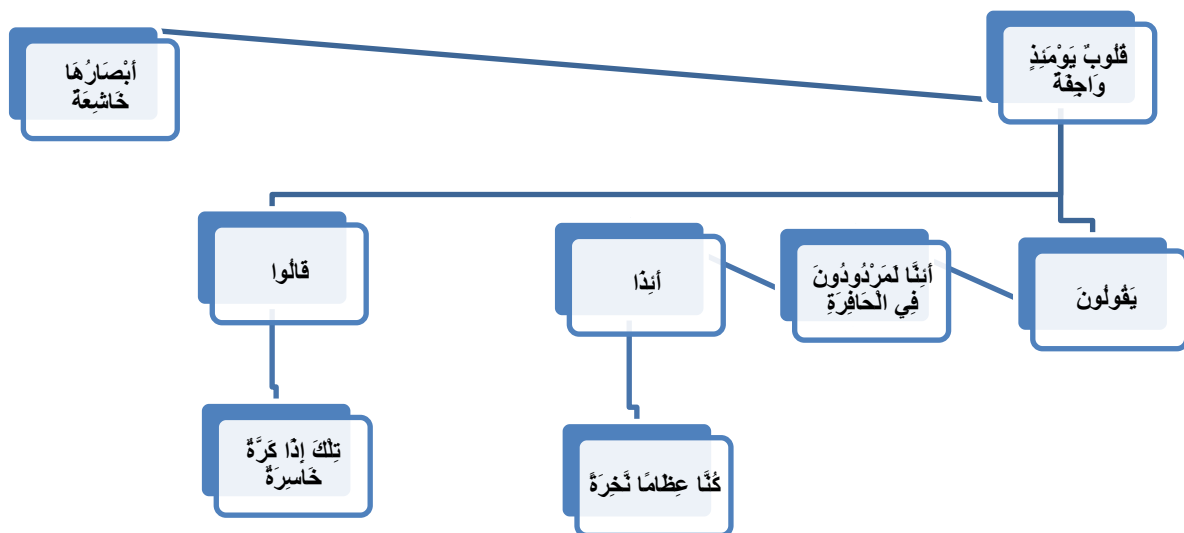 قُلُوبٌ يَوْمَئِذٍ
وَاجِفَةٌ
أَبْصَارُهَا
خَاشِعَةٌ
يَقُولُونَ
أَئِنَّا لَمَرْدُودُونَ
فِي الْحَافِرَةِ
أَئِذَا
قَالُوا
كُنَّا عِظَامًا نَّخِرَةً
تِلْكَ إِذًا كَرَّةٌ
خَاسِرَةٌ